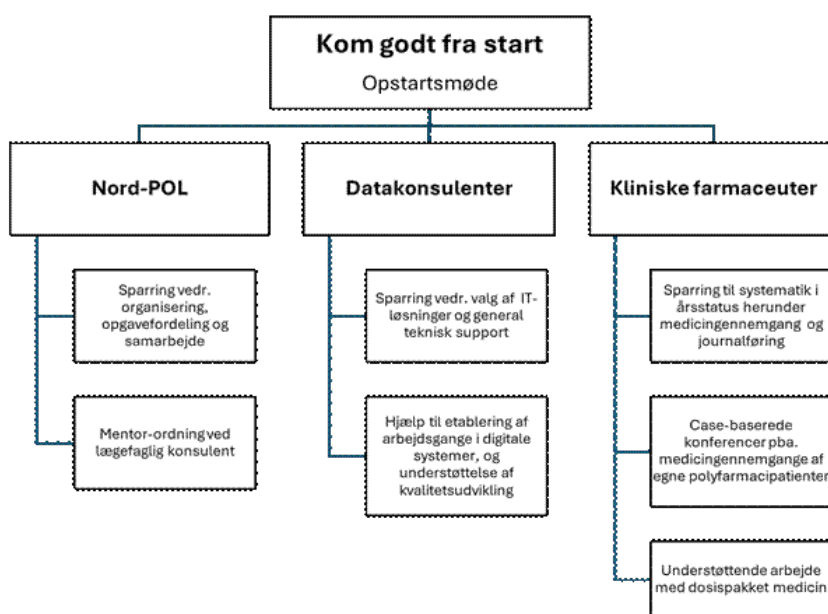 Kom godt fra start
Opstartsmøde
Nord-POL
Datakonsulenter
Kliniske farmaceuter
Sparring vedr.
organisering,
opgavefordeling og
samarbejde
Mentor-ordning ved
lægefaglig konsulent
Sparring vedr. valg af IT-
løsninger og general
teknisk support
Hjælp til etablering af
arbejdsgange i digitale
systemer, og
understøttelse af
kvalitetsudvikling
Sparring til systematik i
årsstatus herunder
medicingennemgang og
journalføring
Case-baserede
konferencer pba.
medicingennemgange af
egne polyfarmacipatienter
Understøttende arbejde
med dosispakket medicin